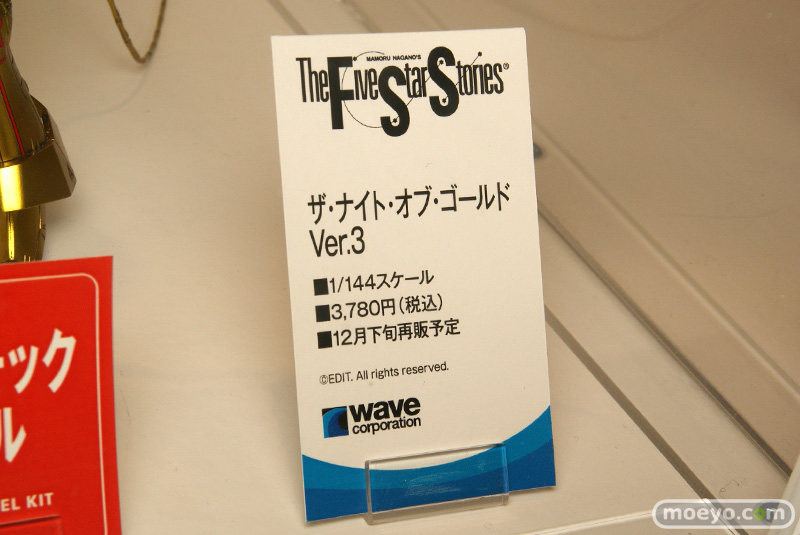 MAMORU NAGANO'S
The Five Star Stories®
ザ・ナイト・オブ・ゴールド
Ver.3
■1/144スケール
■3,780円(税込)
■12月下旬再販予定
©EDIT. All rights reserved.
wave
corporation
ック
ル
EL KIT
moeyo.com